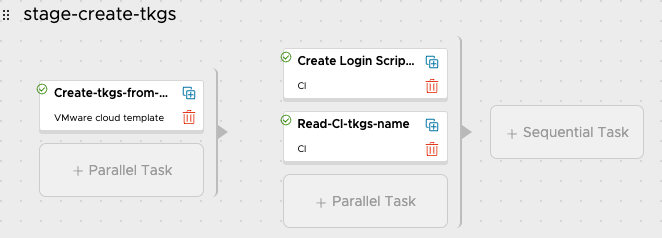 stage-create-tkgs
Create-tkgs-from-...
VMware cloud template
+ Parallel Task
Create Login Scrip...
CI
Read-CI-tkgs-name
CI
+ Parallel Task
+ Sequential Task